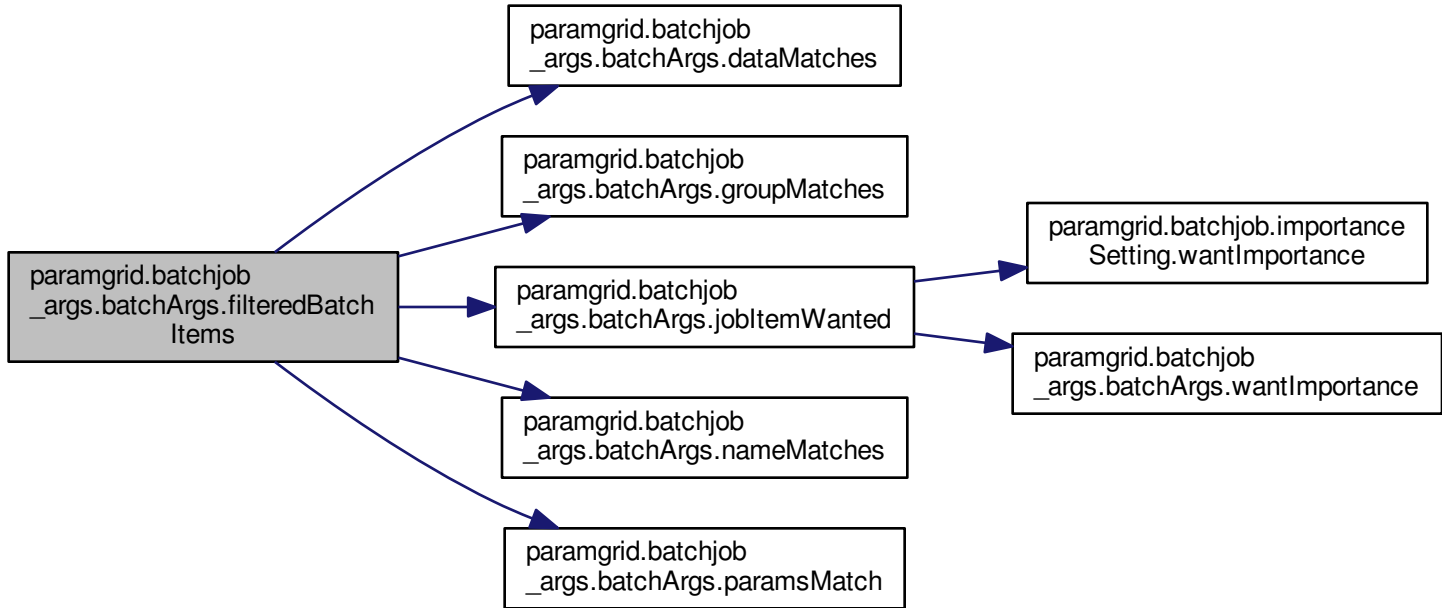 paramgrid.batchjob
_args.batchArgs.dataMatches
paramgrid.batchjob
_args.batchArgs.groupMatches
paramgrid.batchjob.importance
Setting.wantImportance
paramgrid.batchjob
_args.batchArgs.filteredBatch
Items
paramgrid.batchjob
_args.batchArgs.jobItemWanted
paramgrid.batchjob
_args.batchArgs.wantImportance
paramgrid.batchjob
_args.batchArgs.nameMatches
paramgrid.batchjob
_args.batchArgs.paramsMatch